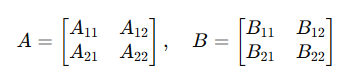 A = [A₁₁ A₁₂ A₂₁ A₂₂], B = [B₁₁ B₁₂ B₂₁ B₂₂]